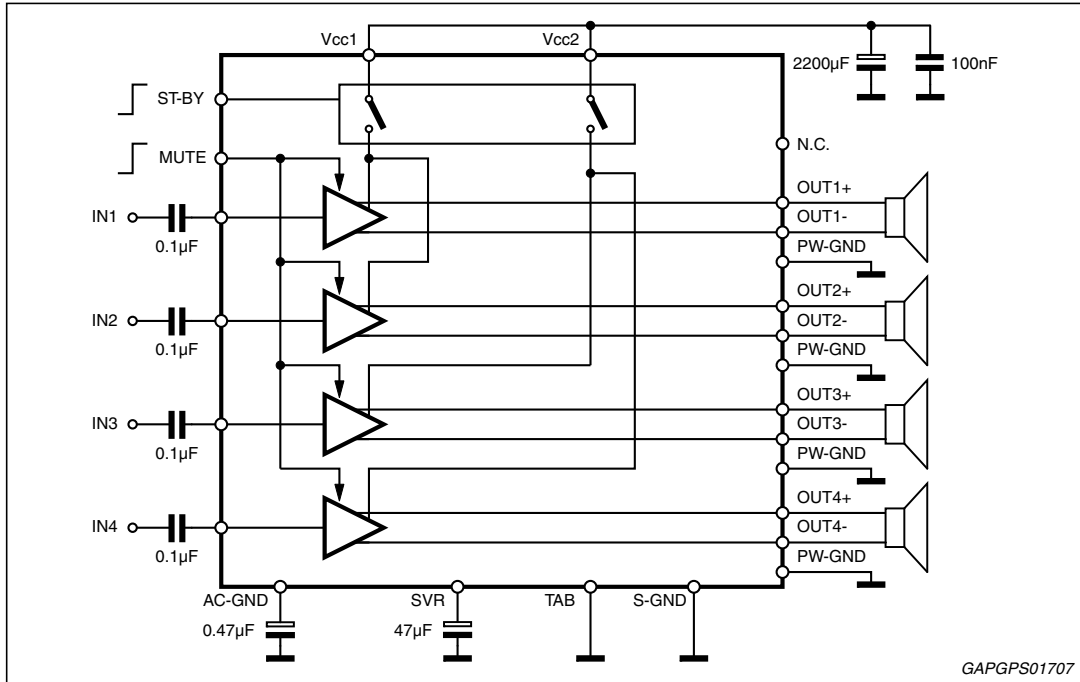 Vcc1
Vcc2
2200µF
100nF
ST-BY
N.C.
MUTE
OUT1+
IN1
OUT1-
0.1µF
PW-GND
OUT2+
IN2
OUT2-
0.1µF
PW-GND
OUT3+
IN3
OUT3-
0.1µF
PW-GND
OUT4+
IN4
OUT4-
0.1µF
PW-GND
AC-GND
SVR
TAB
S-GND
0.47µF
47µF
GAPGPS01707